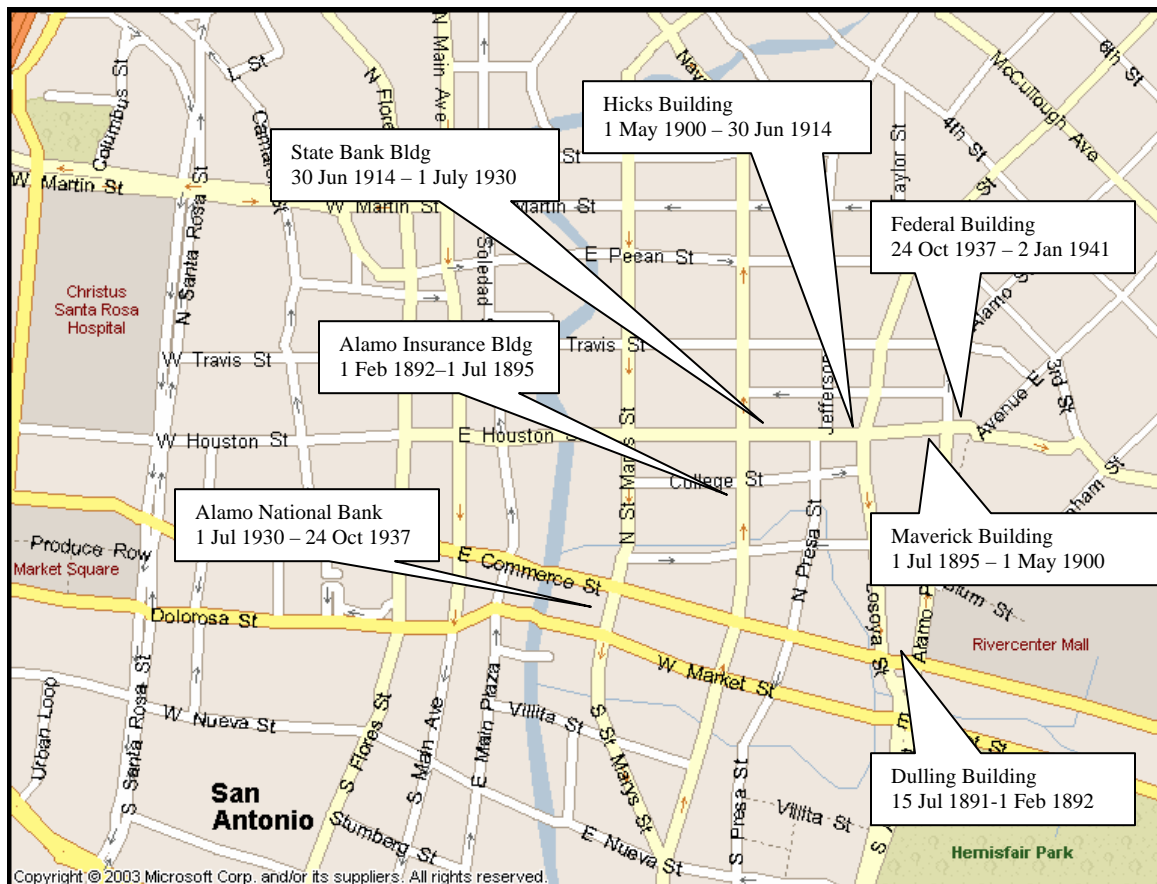 Hicks Building
1 May 1900 – 30 Jun 1914
State Bank Bldg
30 Jun 1914 – 1 July 1930
Federal Building
24 Oct 1937 – 2 Jan 1941
Alamo Insurance Bldg
1 Feb 1892–1 Jul 1895
Alamo National Bank
1 Jul 1930 – 24 Oct 1937
Maverick Building
1 Jul 1895 – 1 May 1900
Dulling Building
15 Jul 1891-1 Feb 1892
Columbus St
L St
N Flores
N Main Ave
McCullough Ave
6th St
4th St
Taylor St
St
W Martin St
W Martin St
Martin St
St
N Santa Rosa St
Soledad
E Pecan St
Alamo
3rd St
Avenue E
Christus
Santa Rosa
Hospital
W Travis St
Travis St
Jefferson
W Houston St
E Houston St
N St Marys St
College St
N Presa St
Produce Row
Market Square
E Commerce St
Dolorosa St
Losoya St
Alamo
Rivercenter Mall
W Market St
Urban Loop
W Nueva St
S Santa Rosa St
S Flores St
S Main Ave
E Main Plaza
Villita St
S St Marys St
S Presa St
Villita St
San
Antonio
Stumberg St
E Nueva St
Hemisfair Park
Copyright © 2003 Microsoft Corp. and/or its suppliers. All rights reserved.